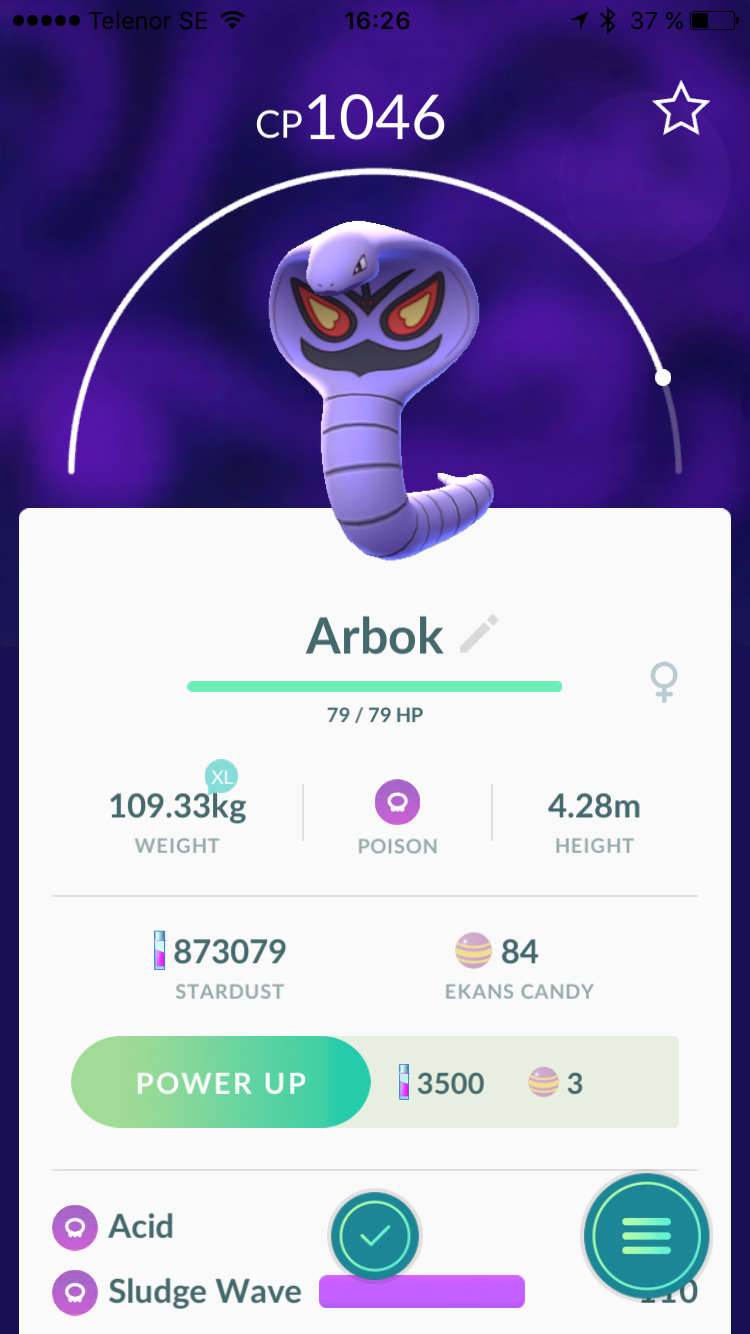 Telenor SE 16:26 37 %
CP1046
Arbok
79 / 79 HP
XL
109.33kg 4.28m
WEIGHT POISON HEIGHT
873079 84
STARDUST EKANS CANDY
POWER UP 3500 3
Acid
Sludge Wave 110